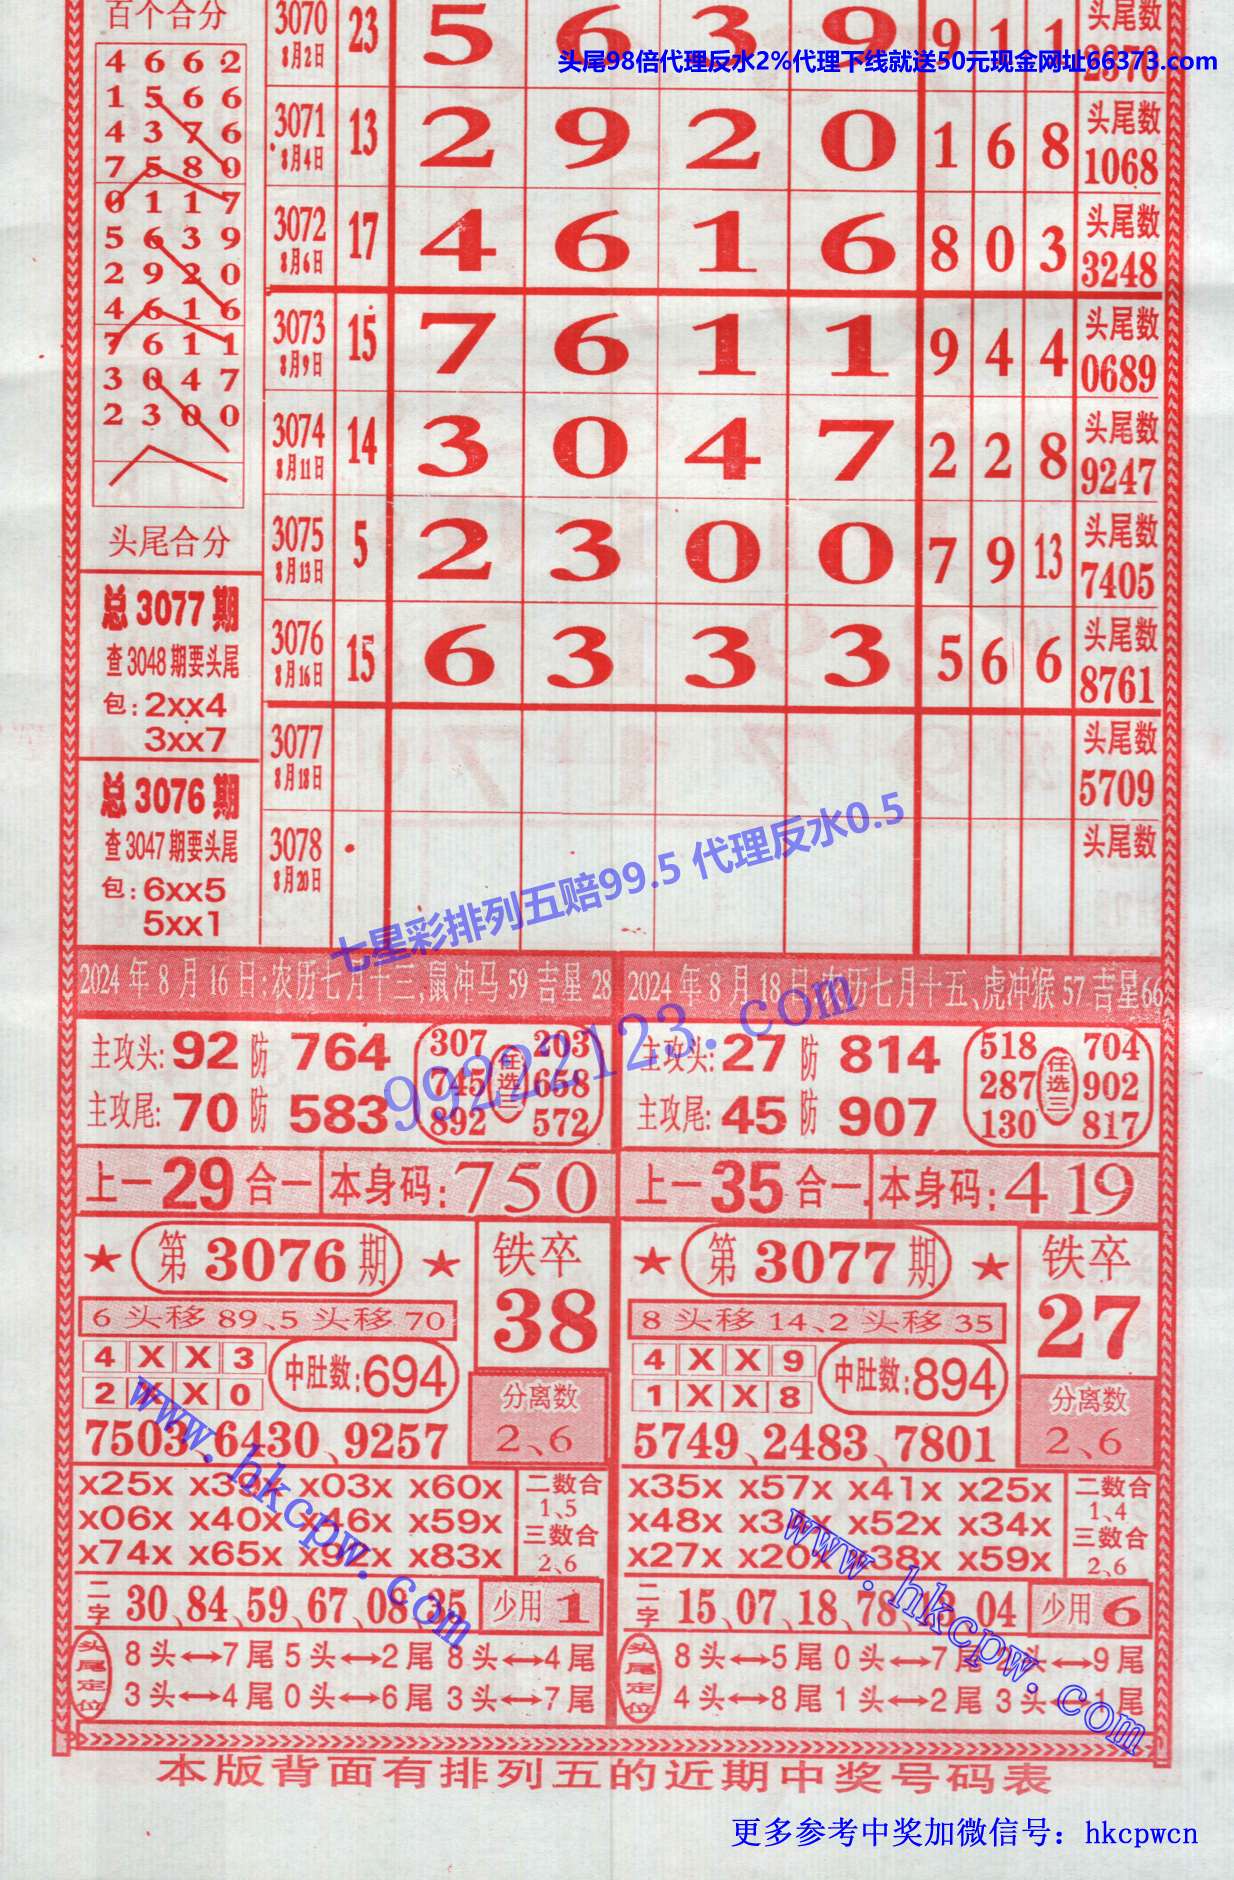 百个合分
4 6 6 2
1 5 6 6
4 3 7 6
7 5 8 0
0 1 1 7
5 6 3 9
2 9 2 0
4 6 1 6
7 6 1 1
3 0 4 7
2 3 0 0
头尾合分
总3077期
查3048期要头尾
包:2xx4
3xx7
总3076期
查3047期要头尾
包:6xx5
5xx1
3070 8月2日 23 5 6 3 9 9 1 1 头尾数 2370
头尾98倍代理反水2%代理下线就送50元现金网址66373.com
3071 8月4日 13 2 9 2 0 1 6 8 头尾数 1068
3072 8月6日 17 4 6 1 6 8 0 3 头尾数 3248
3073 8月9日 15 7 6 1 1 9 4 4 头尾数 0689
3074 8月11日 14 3 0 4 7 2 2 8 头尾数 9247
3075 8月13日 5 2 3 0 0 7 9 13 头尾数 7405
3076 8月16日 15 6 3 3 3 5 6 6 头尾数 8761
3077 8月18日 头尾数 5709
3078 8月20日 头尾数
七星彩排列五赔99.5 代理反水0.5
99222123.com
2024年8月16日:农历七月十三;鼠冲马59吉星28
主攻头:92防 764
主攻尾:70防 583
307 203
745 658
892 572
任选三
上一29合一 本身码:750
★ 第3076期 ★
铁卒
38
6头移89、5头移70
4 X X 3
2 X X 0
中肚数:694
分离数
2、6
7503、6430、9257
x25x x03x x60x
x06x x40x x46x x59x
x74x x65x x92x x83x
二数合
1、5
三数合
2、6
二字 30、84、59、67、08、35 少用 1
头尾定位
8头↔7尾 5头↔2尾 8头↔4尾
3头↔4尾 0头↔6尾 3头↔7尾
2024年8月18日:农历七月十五、虎冲猴57吉星66
主攻头:27防 814
主攻尾:45防 907
518 704
287 902
130 817
任选三
上一35合一 本身码:419
★ 第3077期 ★
铁卒
27
8头移14、2头移35
4 X X 9
1 X X 8
中肚数:894
分离数
2、6
5749、2483、7801
x35x x57x x41x x25x
x48x x52x x34x
x27x x20x x38x x59x
二数合
1、4
三数合
2、6
二字 15、07、18、78、 04 少用 6
头尾定位
8头↔5尾 0头↔7尾 头↔9尾
4头↔8尾 1头↔2尾 3头↔1尾
www.hkcpw.com
www.hkcpw.com
本版背面有排列五的近期中奖号码表
更多参考中奖加微信号：hkcpwcn